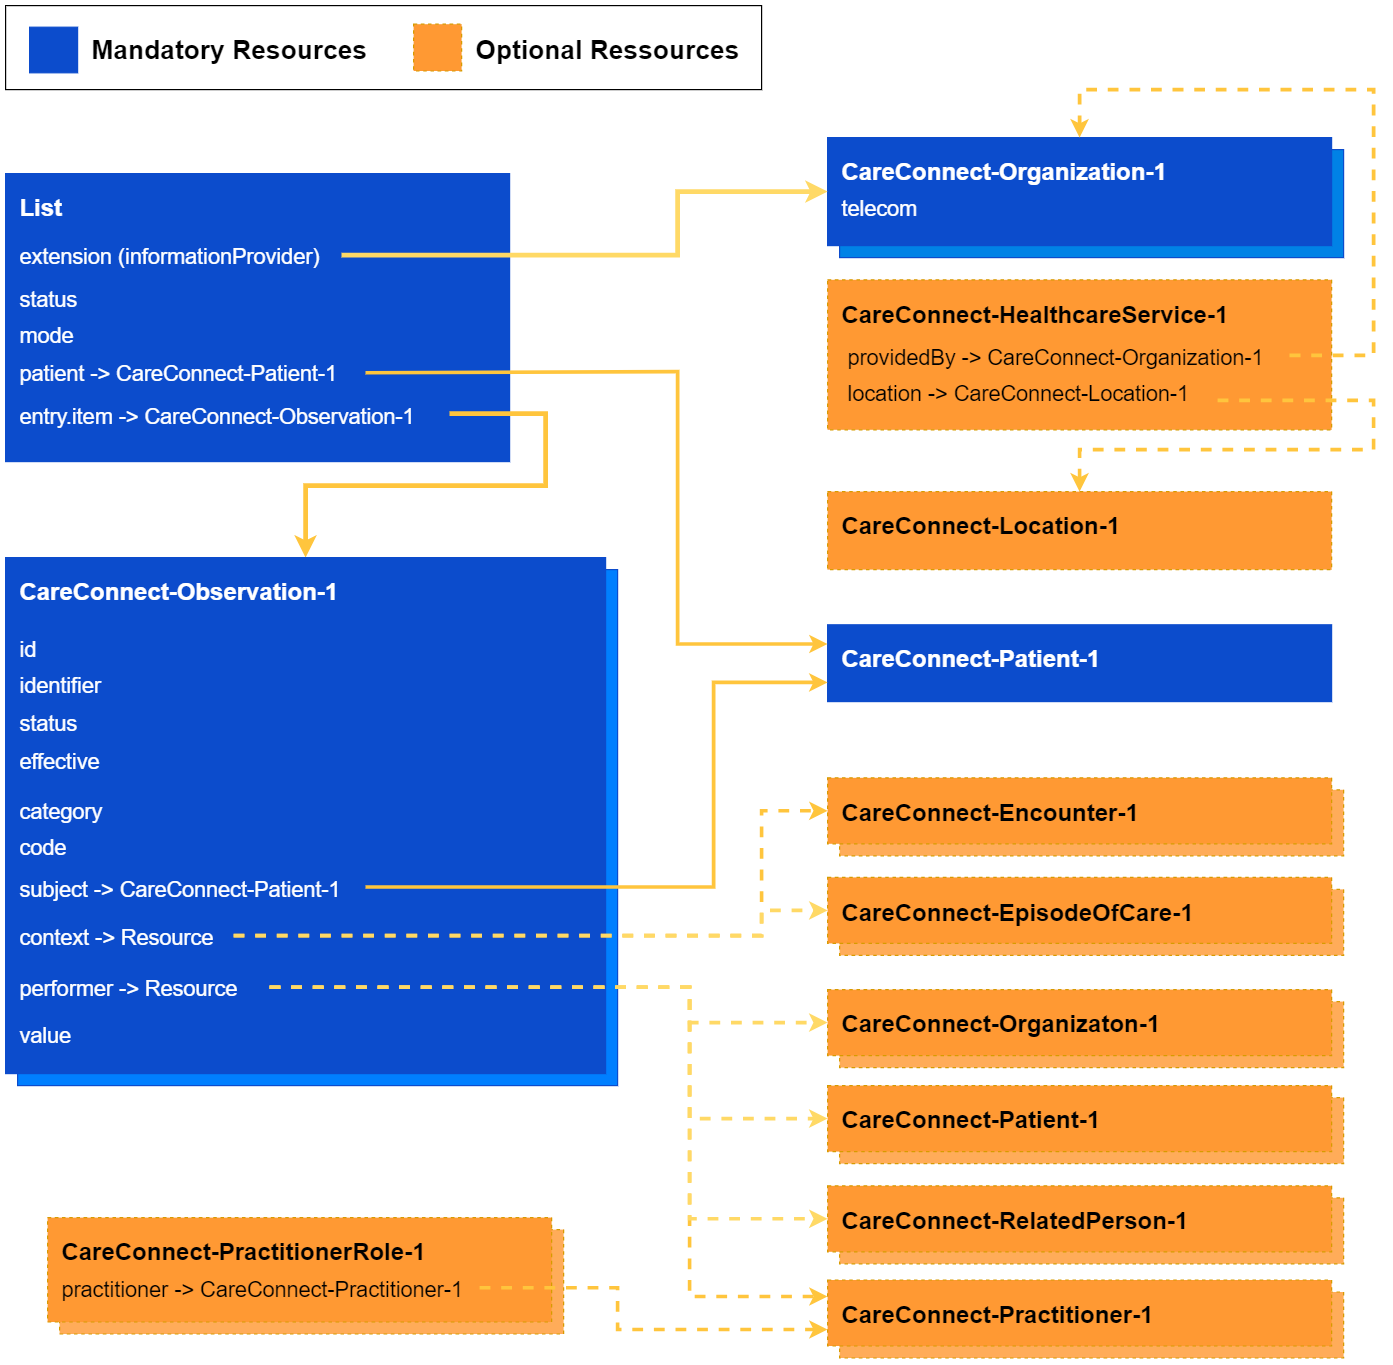 Mandatory Resources
Optional Ressources
List
extension (informationProvider)
status
mode
patient -> CareConnect-Patient-1
entry.item -> CareConnect-Observation-1
CareConnect-Organization-1
telecom
CareConnect-HealthcareService-1
providedBy -> CareConnect-Organization-1
location -> CareConnect-Location-1
CareConnect-Location-1
CareConnect-Observation-1
id
identifier
status
effective
category
code
subject -> CareConnect-Patient-1
context -> Resource
performer -> Resource
value
CareConnect-Patient-1
CareConnect-Encounter-1
CareConnect-EpisodeOfCare-1
CareConnect-Organizaton-1
CareConnect-Patient-1
CareConnect-RelatedPerson-1
CareConnect-Practitioner-1
CareConnect-PractitionerRole-1
practitioner -> CareConnect-Practitioner-1